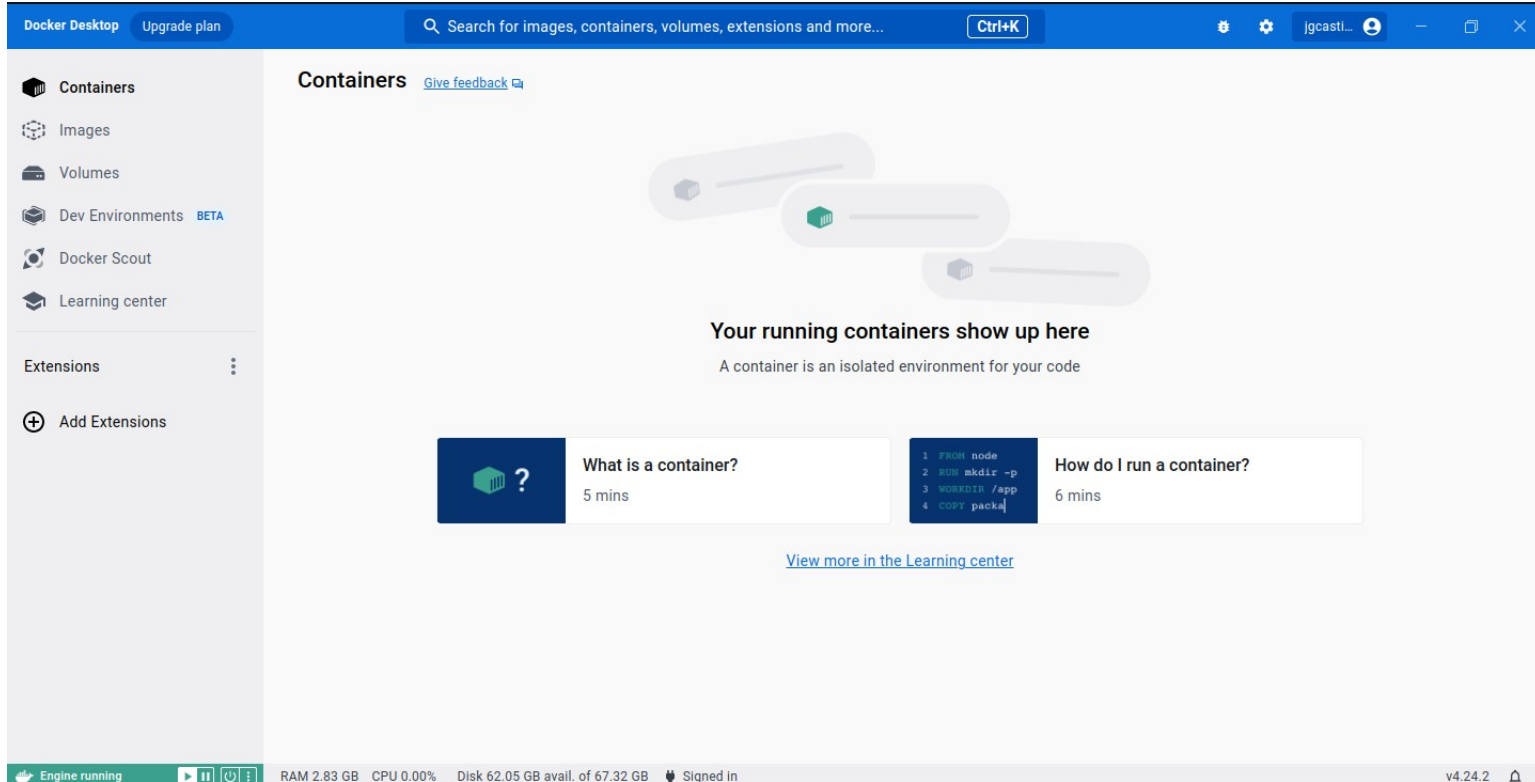 Docker Desktop Upgrade plan Search for images, containers, volumes, extensions and more... Ctrl+K jgcasti...
Containers
Images
Volumes
Dev Environments BETA
Docker Scout
Learning center
Extensions
Add Extensions
Containers Give feedback
Your running containers show up here
A container is an isolated environment for your code
?
What is a container?
5 mins
1 FROM node
2 RUN mkdir -p
3 WORKDIR /app
4 COPY packa
How do I run a container?
6 mins
View more in the Learning center
Engine running RAM 2.83 GB CPU 0.00% Disk 62.05 GB avail. of 67.32 GB Signed in v4.24.2